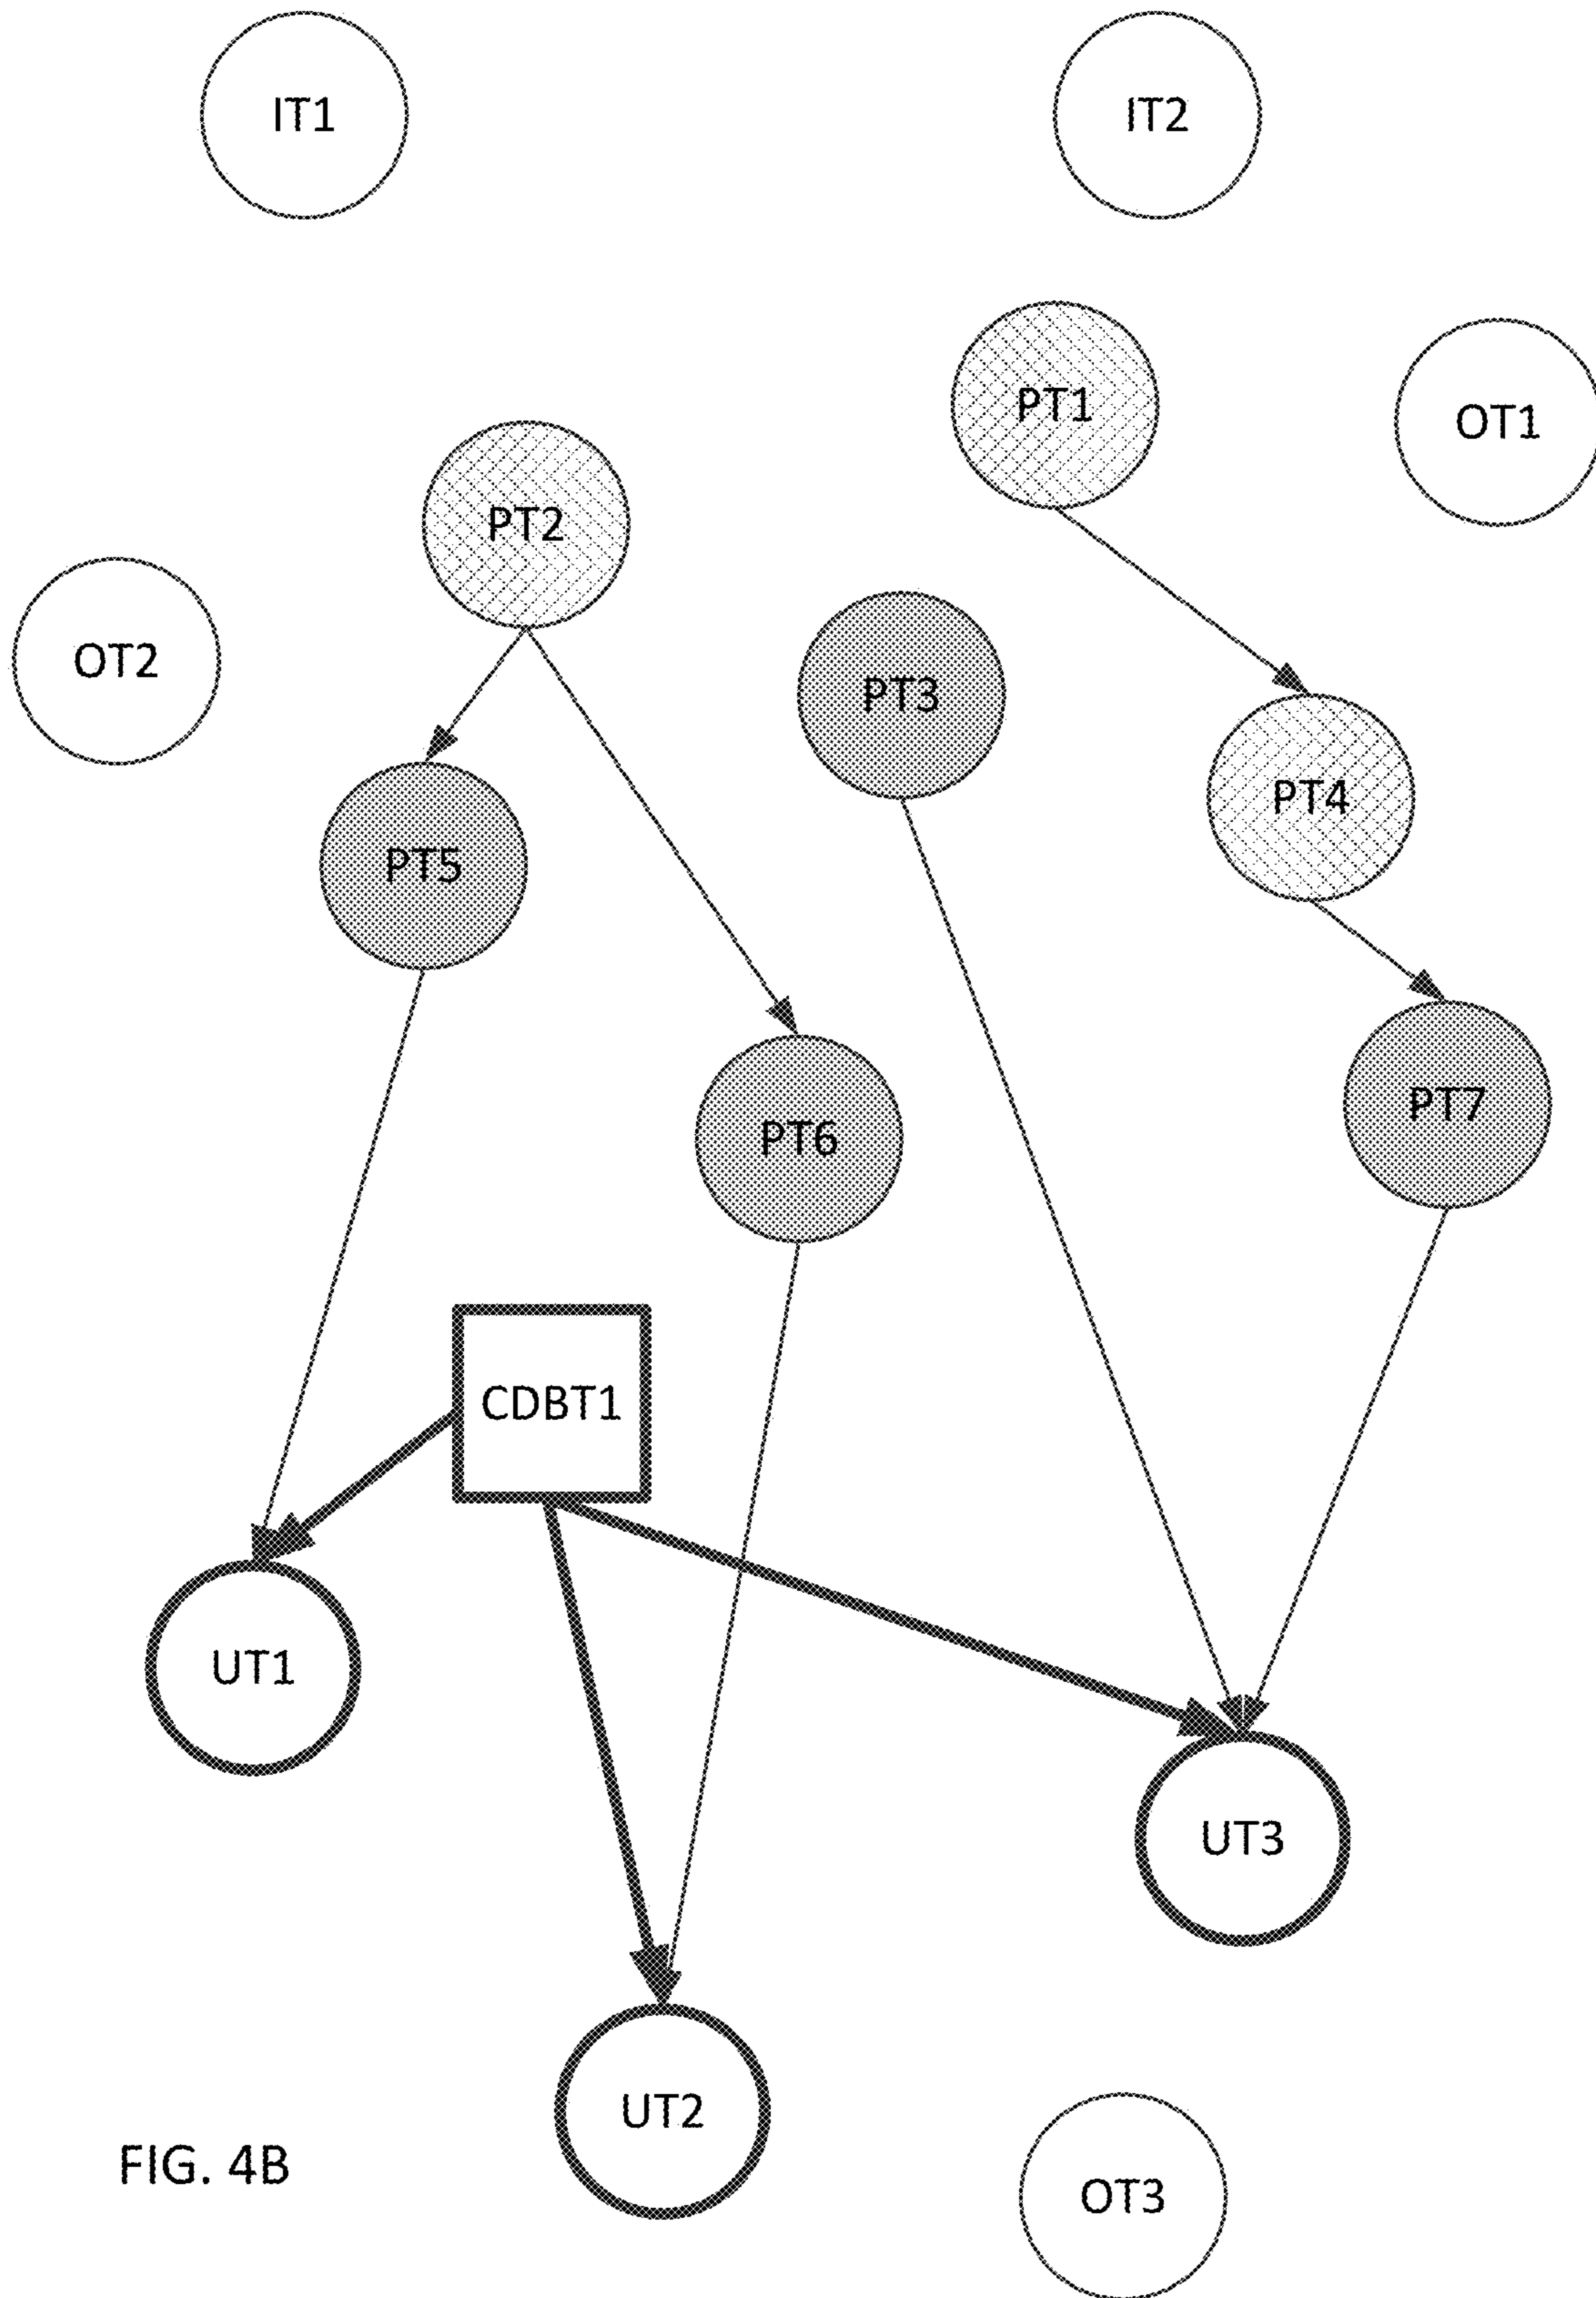 IT1
IT2
PT1
OT1
PT2
OT2
PT3
PT4
PT5
PT7
PT6
CDBT1
UT1
UT3
UT2
FIG. 4B
OT3